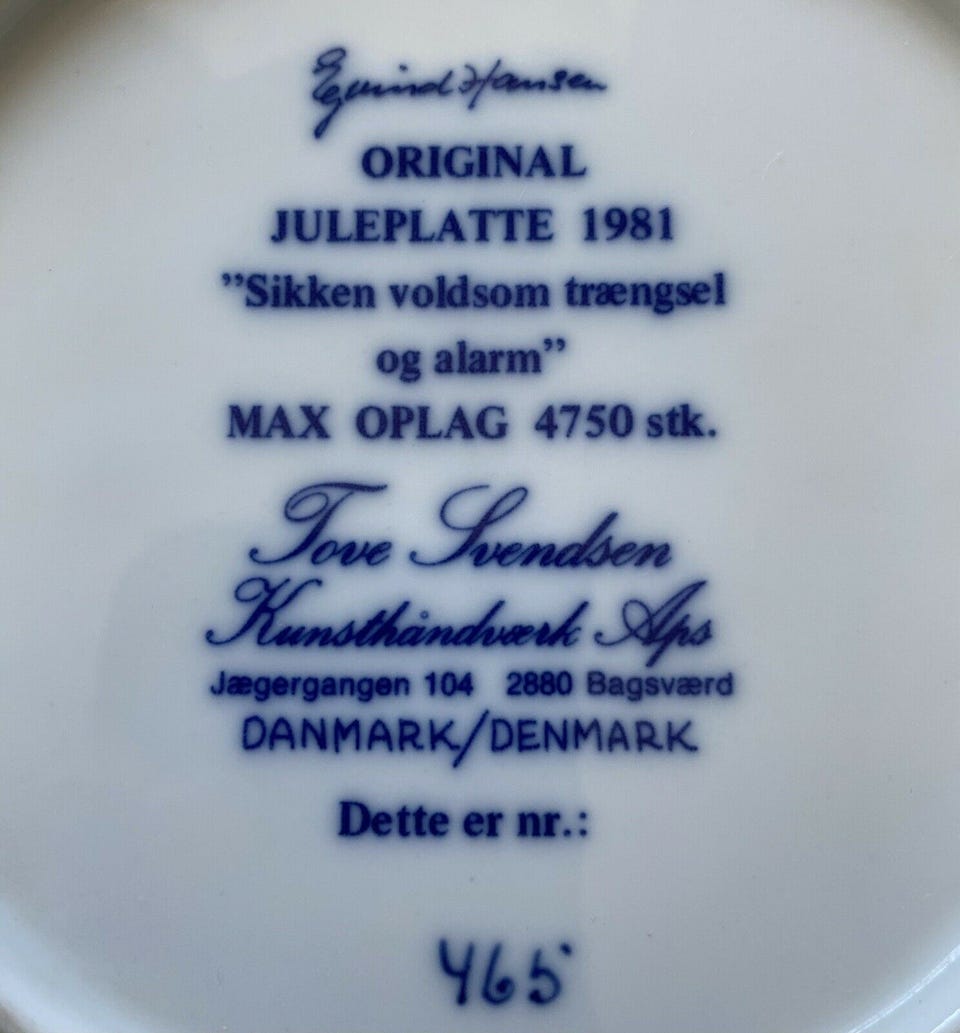 Eyvind Hansen
ORIGINAL
JULEPLATTE 1981
”Sikken voldsom trængsel
og alarm”
MAX OPLAG 4750 stk.
Tove Svendsen
Kunsthåndværk Aps
Jægergangen 104 2880 Bagsværd
DANMARK/DENMARK
Dette er nr.:
465